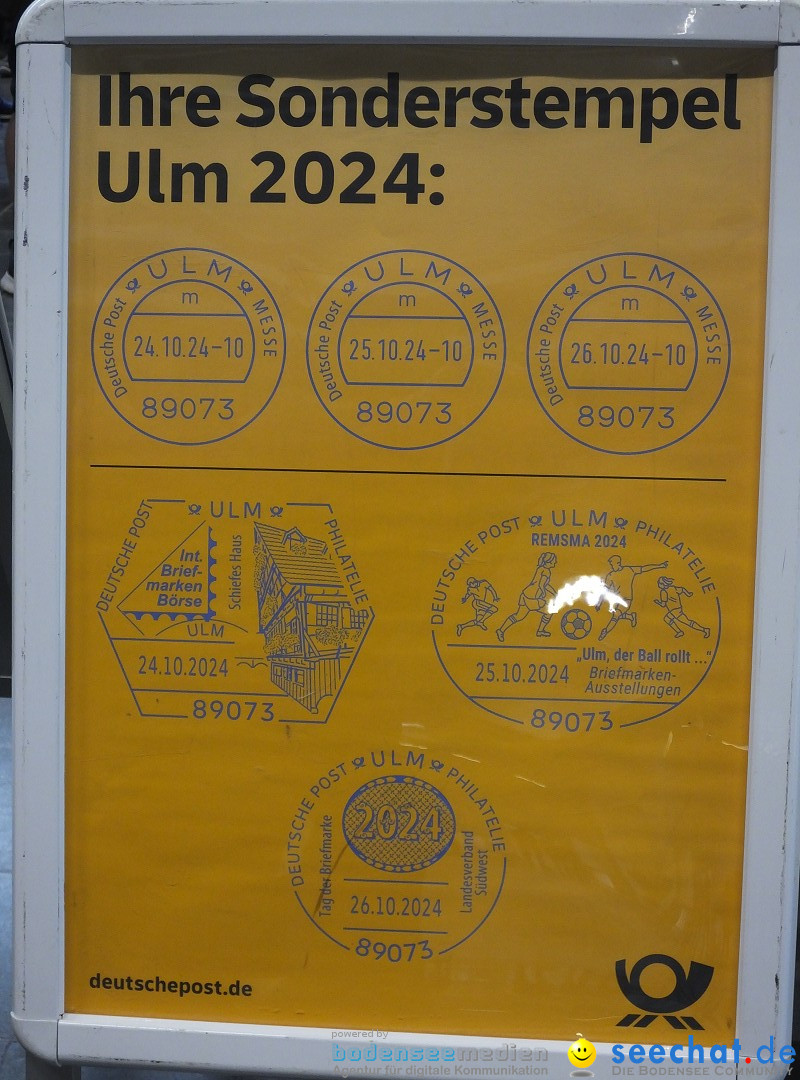 Ihre Sonderstempel
Ulm 2024:
ULM
m
Deutsche Post
MESSE
24.10.24-10
89073
ULM
m
Deutsche Post
MESSE
25.10.24-10
89073
ULM
m
Deutsche Post
MESSE
26.10.24-10
89073
DEUTSCHE POST
ULM
PHILATELIE
Int.
Brief-
marken
Börse
Schiefes Haus
ULM
24.10.2024
89073
DEUTSCHE POST
ULM
PHILATELIE
REMSMA 2024
25.10.2024
„Ulm, der Ball rollt ...“
Briefmarken-
Ausstellungen
89073
DEUTSCHE POST
ULM
PHILATELIE
2024
Tag der Briefmarke
Landesverband
Südwest
26.10.2024
89073
deutschepost.de
powered by
bodenseemedien
Agentur für digitale Kommunikation
seechat.de
Die Bodensee Community